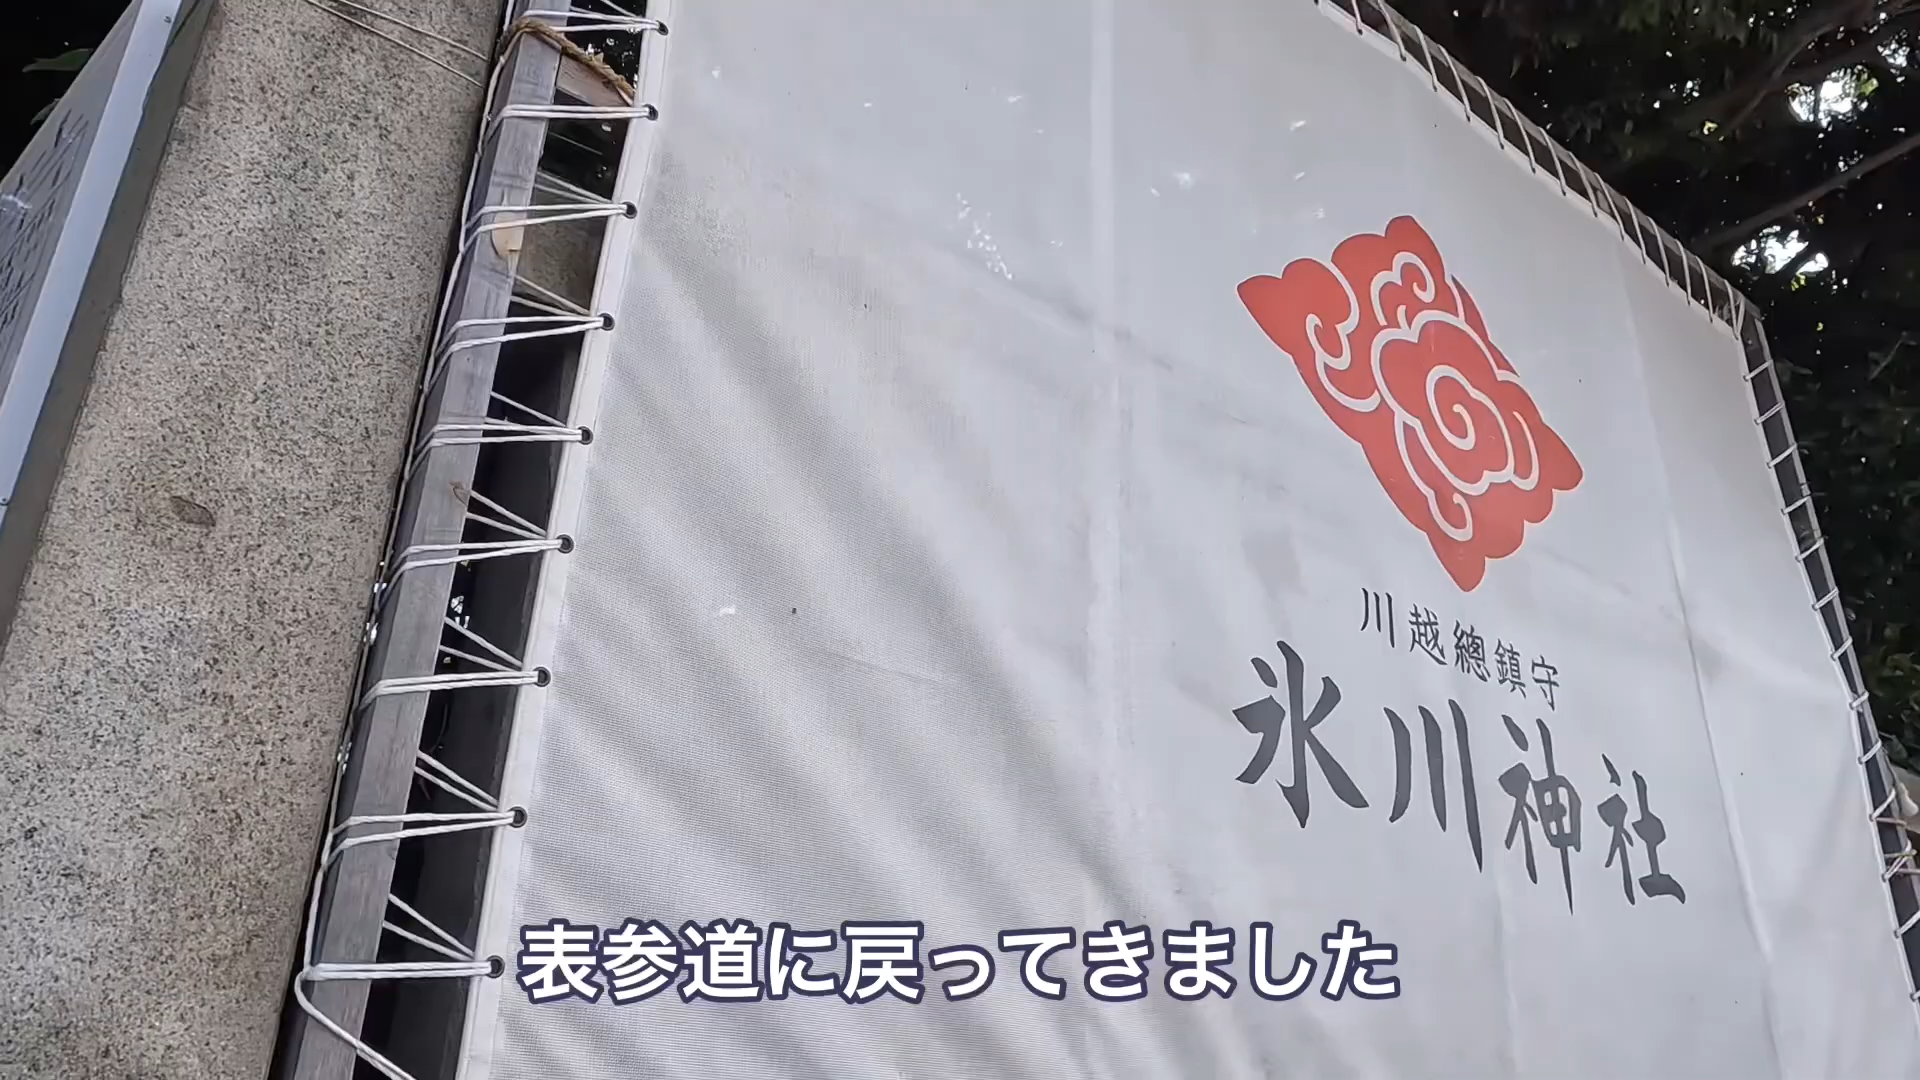 川越總鎮守
氷川神社
表参道に戻ってきました